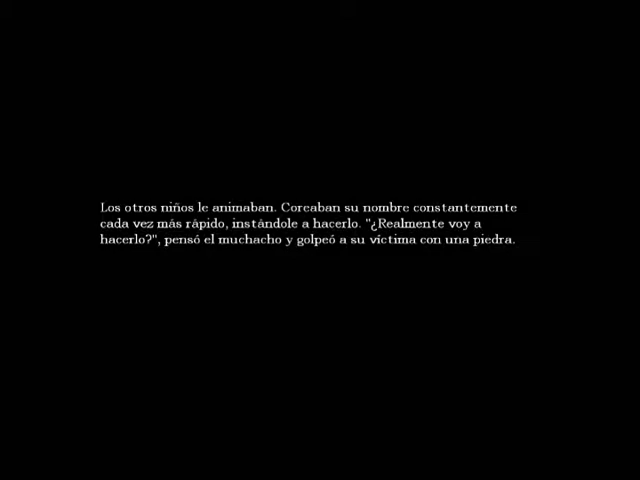 Los otros niños le animaban. Coreaban su nombre constantemente
cada vez más rápido, instándole a hacerlo. "¿Realmente voy a
hacerlo?", pensó el muchacho y golpeó a su víctima con una piedra.